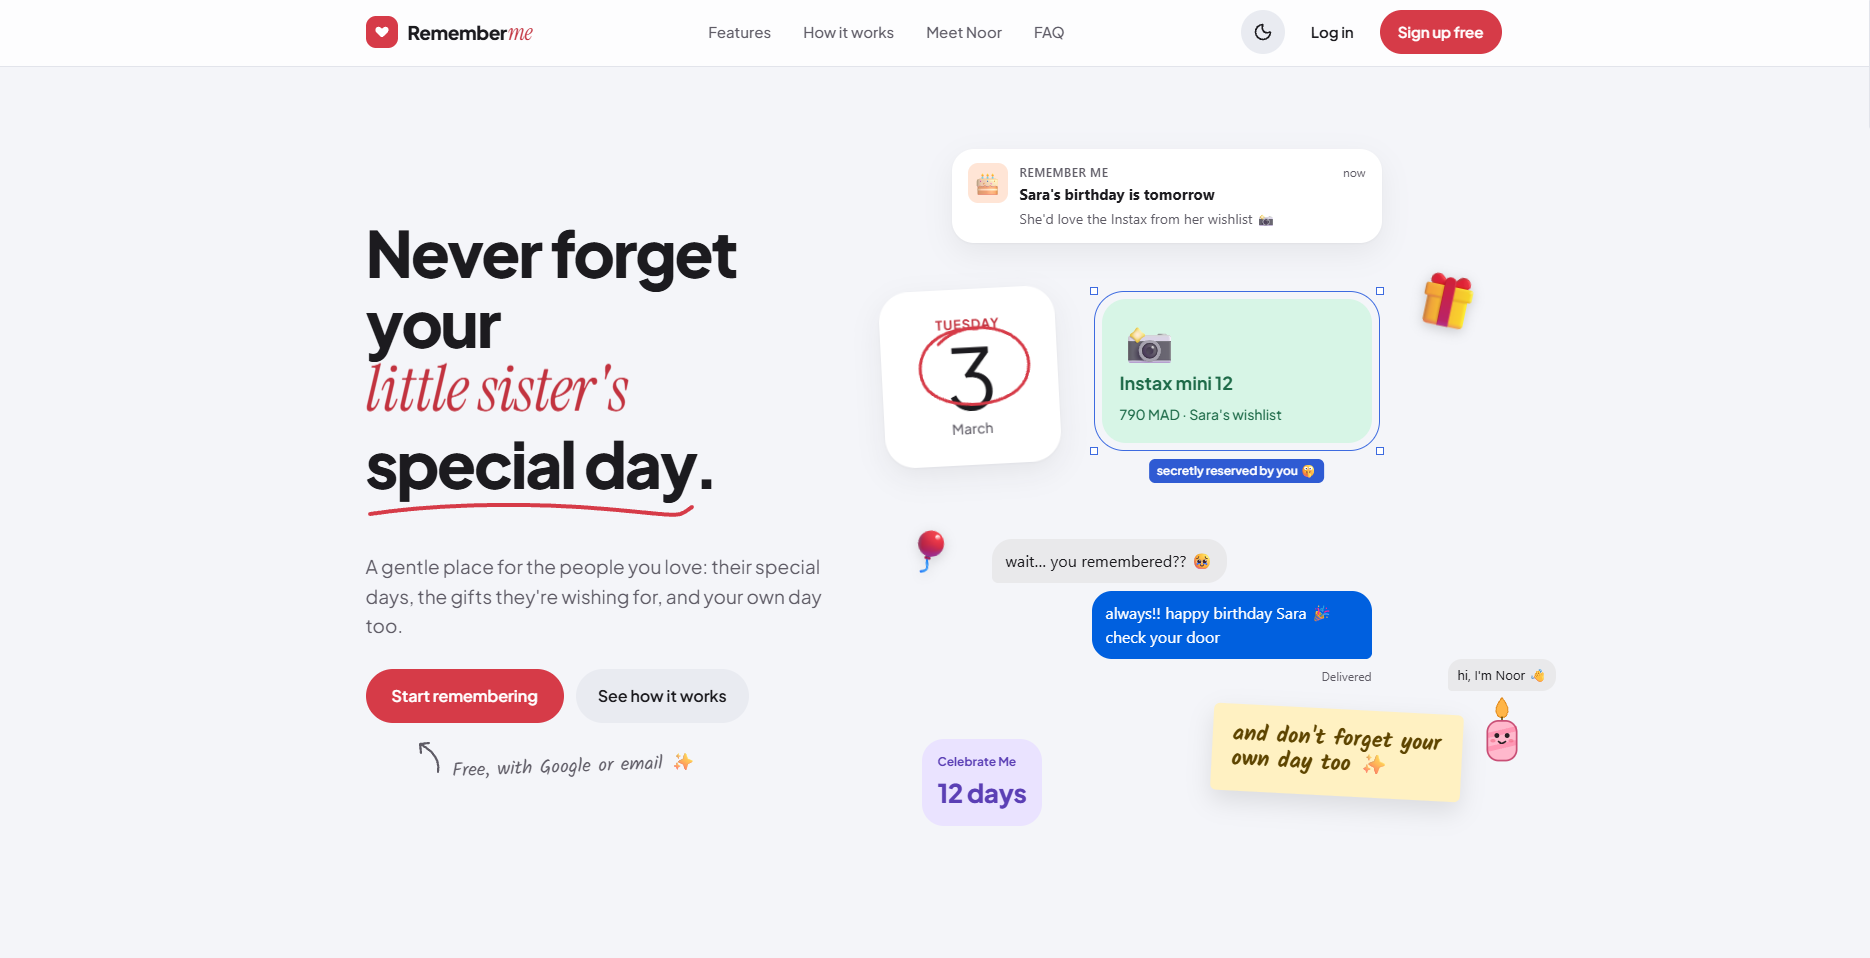 Rememberme
Features
How it works
Meet Noor
FAQ
Log in
Sign up free
Never forget
your
little sister's
special day.
A gentle place for the people you love: their special
days, the gifts they're wishing for, and your own day
too.
Start remembering
See how it works
Free, with Google or email ✨
REMEMBER ME
now
Sara's birthday is tomorrow
She'd love the Instax from her wishlist 📸
TUESDAY
3
March
Instax mini 12
790 MAD · Sara's wishlist
secretly reserved by you 🤫
wait... you remembered?? 🥹
always!! happy birthday Sara 🎉
check your door
Delivered
hi, I'm Noor 👋
and don't forget your
own day too ✨
Celebrate Me
12 days